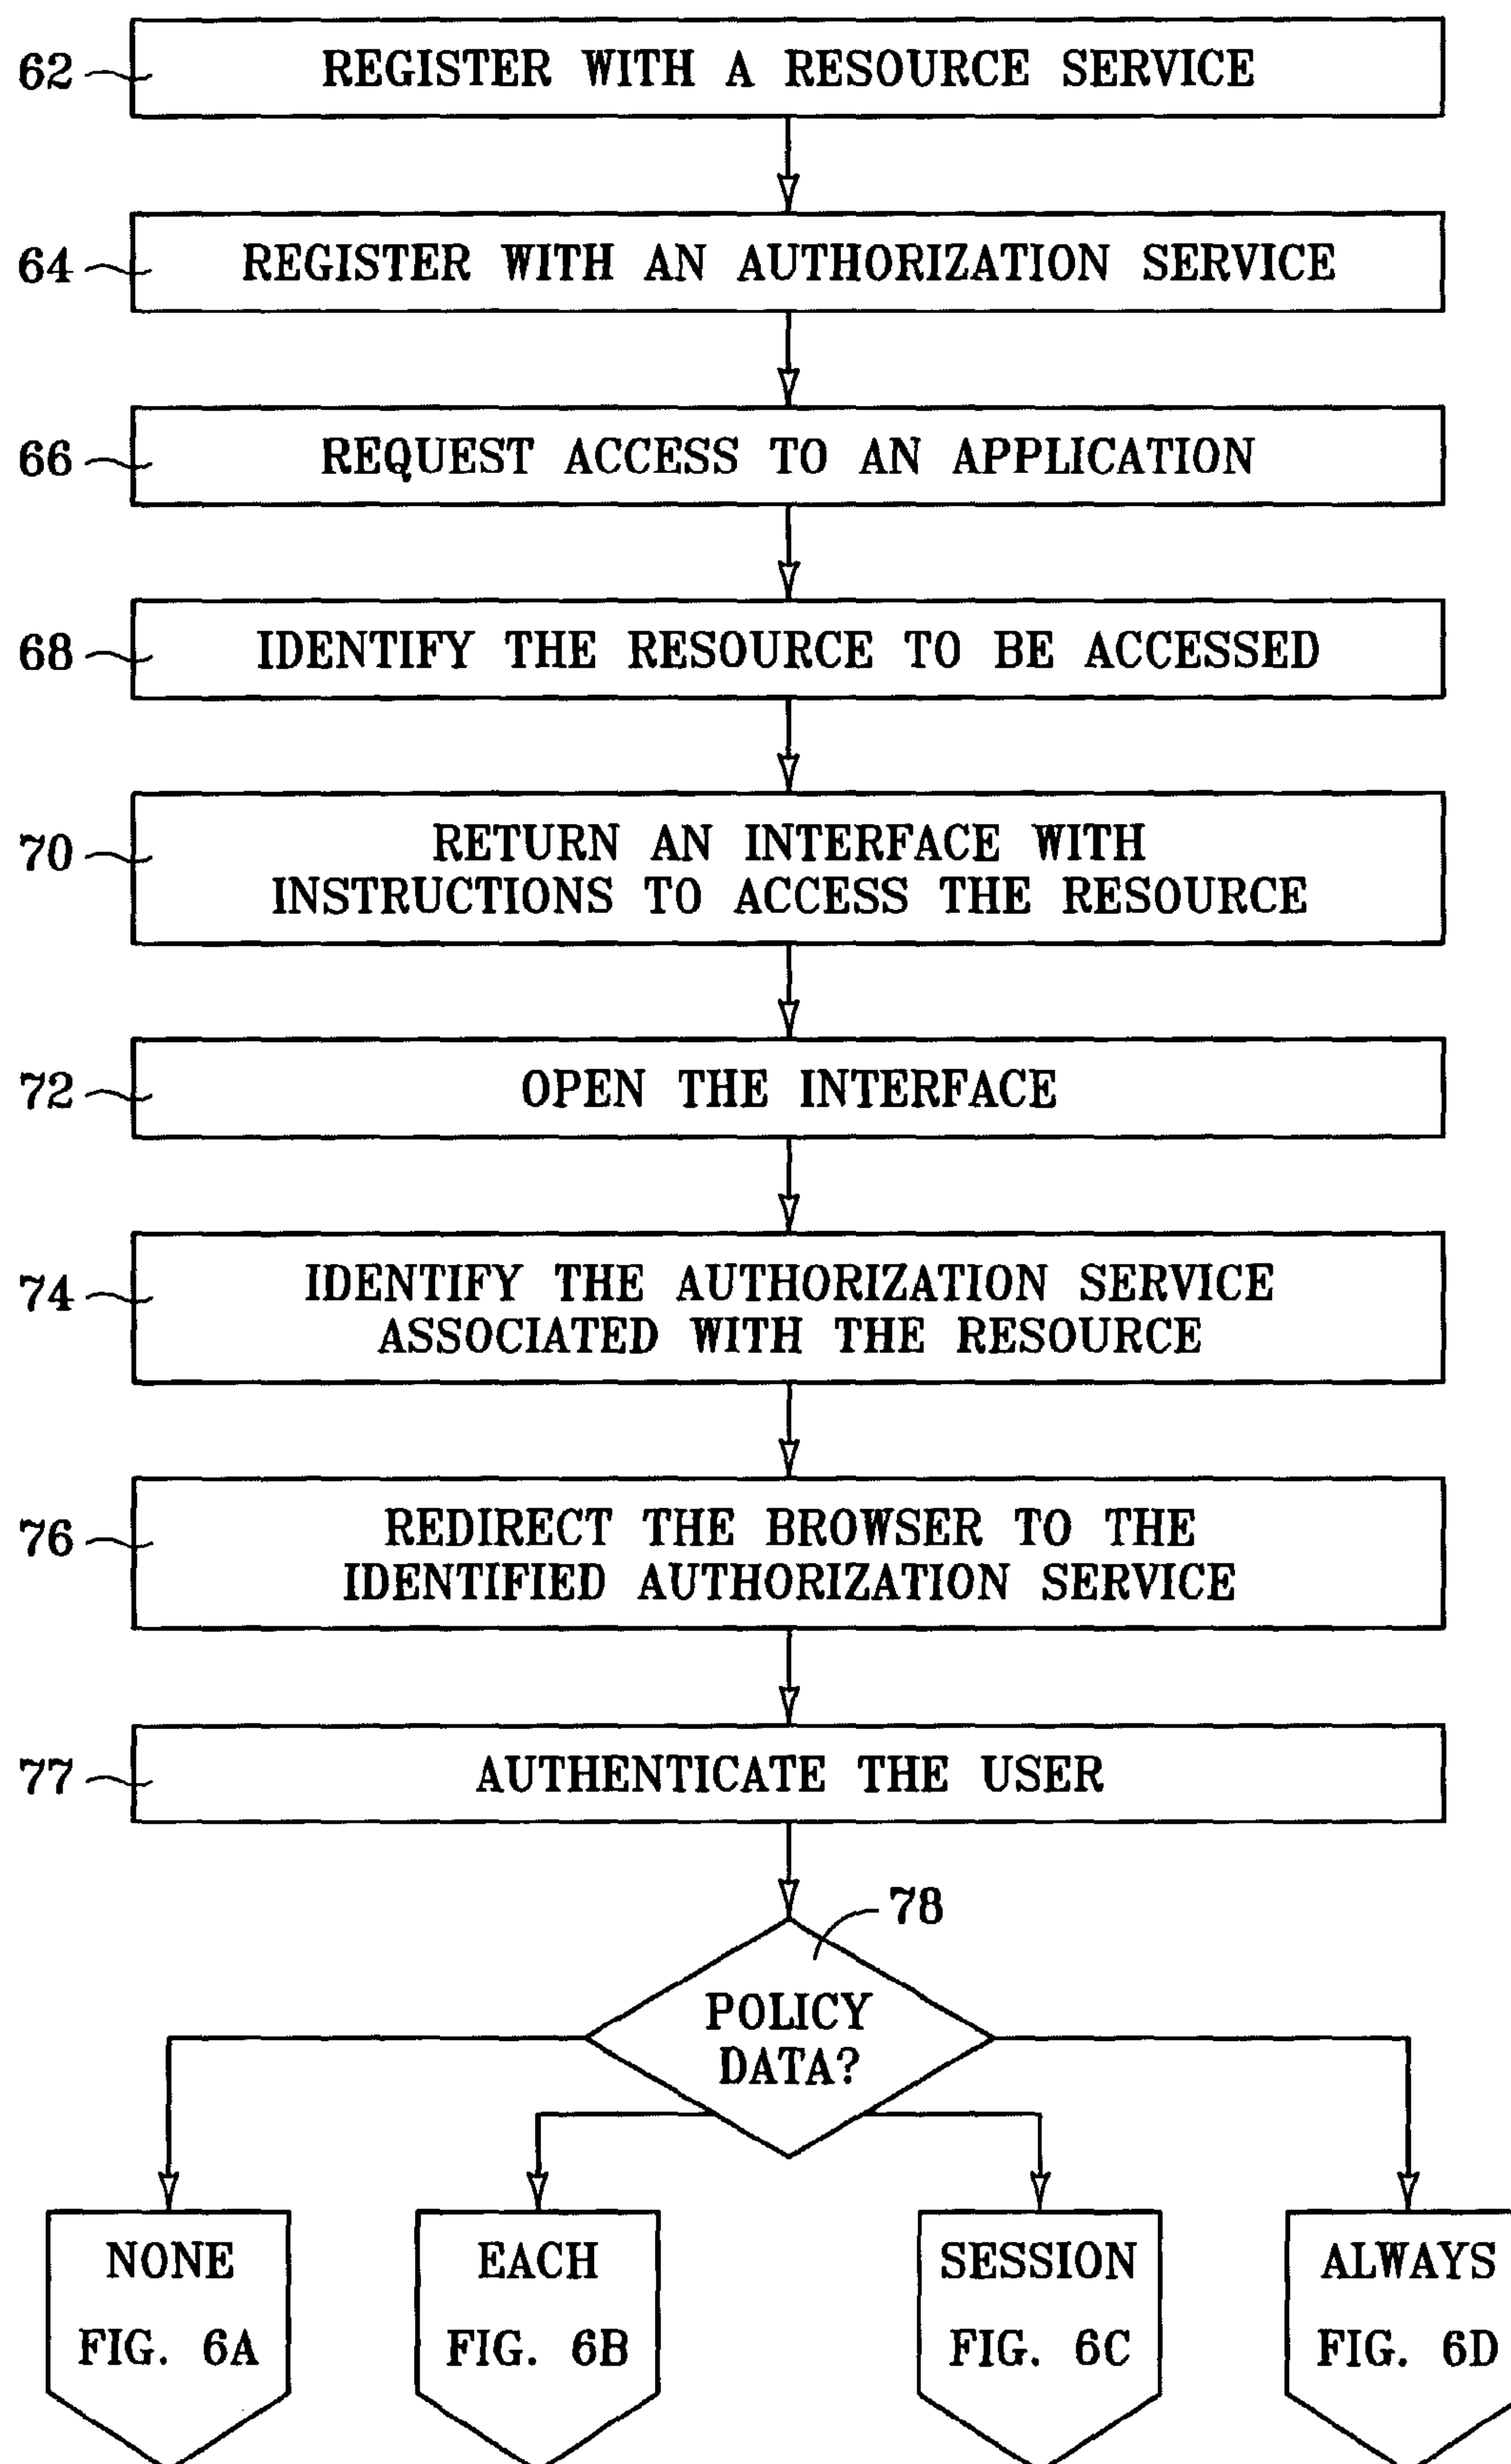 62 REGISTER WITH A RESOURCE SERVICE
64 REGISTER WITH AN AUTHORIZATION SERVICE
66 REQUEST ACCESS TO AN APPLICATION
68 IDENTIFY THE RESOURCE TO BE ACCESSED
70 RETURN AN INTERFACE WITH
INSTRUCTIONS TO ACCESS THE RESOURCE
72 OPEN THE INTERFACE
74 IDENTIFY THE AUTHORIZATION SERVICE
ASSOCIATED WITH THE RESOURCE
76 REDIRECT THE BROWSER TO THE
IDENTIFIED AUTHORIZATION SERVICE
77 AUTHENTICATE THE USER
78
POLICY
DATA?
NONE
FIG. 6A
EACH
FIG. 6B
SESSION
FIG. 6C
ALWAYS
FIG. 6D